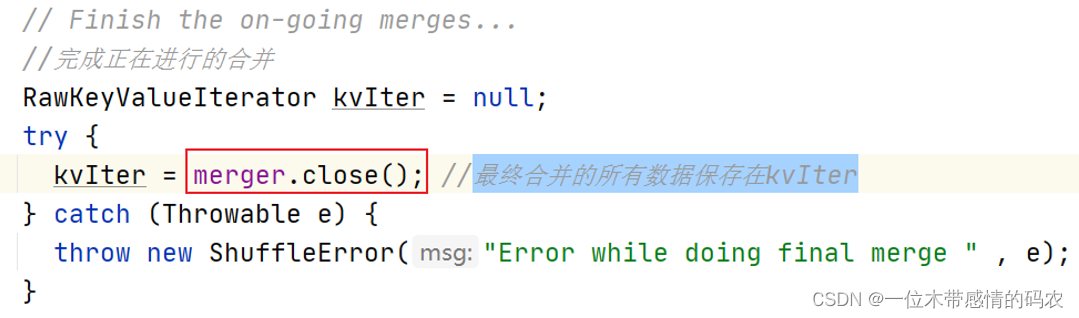 // Finish the on-going merges...
//完成正在进行的合并
RawKeyValueIterator kvIter = null;
try {
kvIter = merger.close(); //最终合并的所有数据保存在kvIter
} catch (Throwable e) {
throw new ShuffleError( msg: "Error while doing final merge " , e);
}
CSDN @一位木带感情的码农